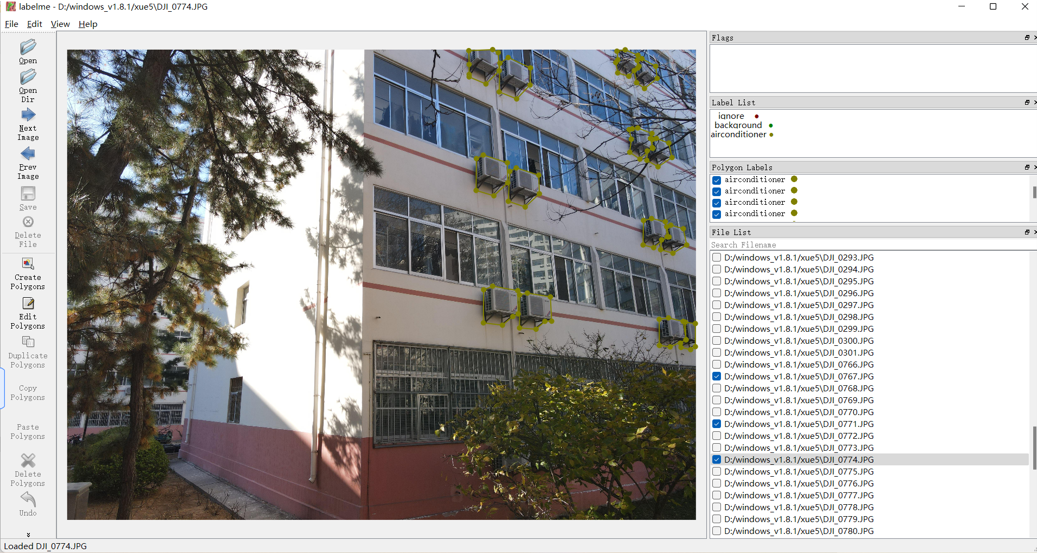 labelme - D:/windows_v1.8.1/xue5/DJI_0774.JPG
File Edit View Help
Open
Open
Dir
Next
Image
Prev
Image
Save
Delete
File
Create
Polygons
Edit
Polygons
Duplicate
Polygons
Copy
Polygons
Paste
Polygons
Delete
Polygons
Undo
Flags
Label List
ignore
background
airconditioner
Polygon Labels
airconditioner
airconditioner
airconditioner
airconditioner
File List
Search Filename
D:/windows_v1.8.1/xue5\DJI_0293.JPG
D:/windows_v1.8.1/xue5\DJI_0294.JPG
D:/windows_v1.8.1/xue5\DJI_0295.JPG
D:/windows_v1.8.1/xue5\DJI_0296.JPG
D:/windows_v1.8.1/xue5\DJI_0297.JPG
D:/windows_v1.8.1/xue5\DJI_0298.JPG
D:/windows_v1.8.1/xue5\DJI_0299.JPG
D:/windows_v1.8.1/xue5\DJI_0300.JPG
D:/windows_v1.8.1/xue5\DJI_0301.JPG
D:/windows_v1.8.1/xue5\DJI_0766.JPG
D:/windows_v1.8.1/xue5\DJI_0767.JPG
D:/windows_v1.8.1/xue5\DJI_0768.JPG
D:/windows_v1.8.1/xue5\DJI_0769.JPG
D:/windows_v1.8.1/xue5\DJI_0770.JPG
D:/windows_v1.8.1/xue5\DJI_0771.JPG
D:/windows_v1.8.1/xue5\DJI_0772.JPG
D:/windows_v1.8.1/xue5\DJI_0773.JPG
D:/windows_v1.8.1/xue5\DJI_0774.JPG
D:/windows_v1.8.1/xue5\DJI_0775.JPG
D:/windows_v1.8.1/xue5\DJI_0776.JPG
D:/windows_v1.8.1/xue5\DJI_0777.JPG
D:/windows_v1.8.1/xue5\DJI_0778.JPG
D:/windows_v1.8.1/xue5\DJI_0779.JPG
D:/windows_v1.8.1/xue5\DJI_0780.JPG
Loaded DJI_0774.JPG